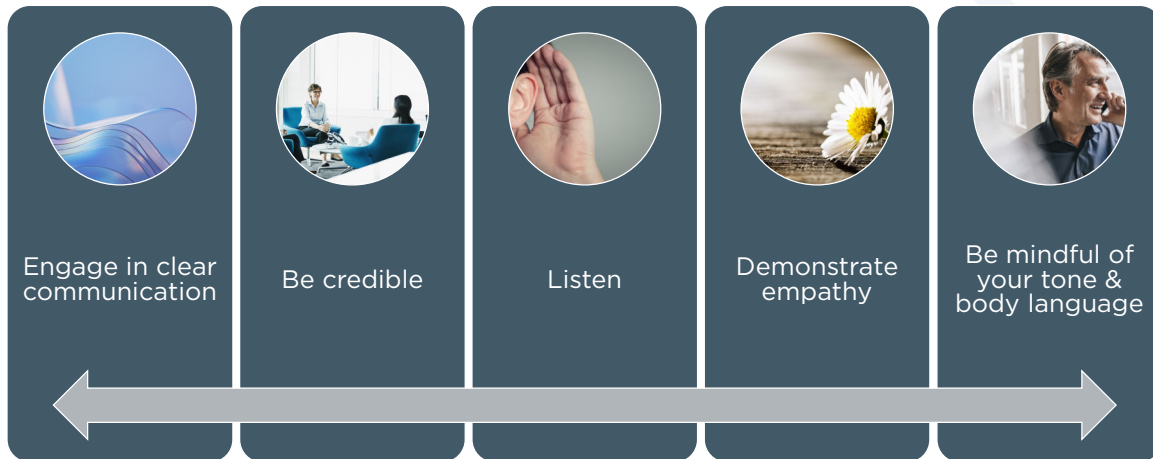 Engage in clear
communication
Be credible
Listen
Demonstrate
empathy
Be mindful of
your tone &
body language